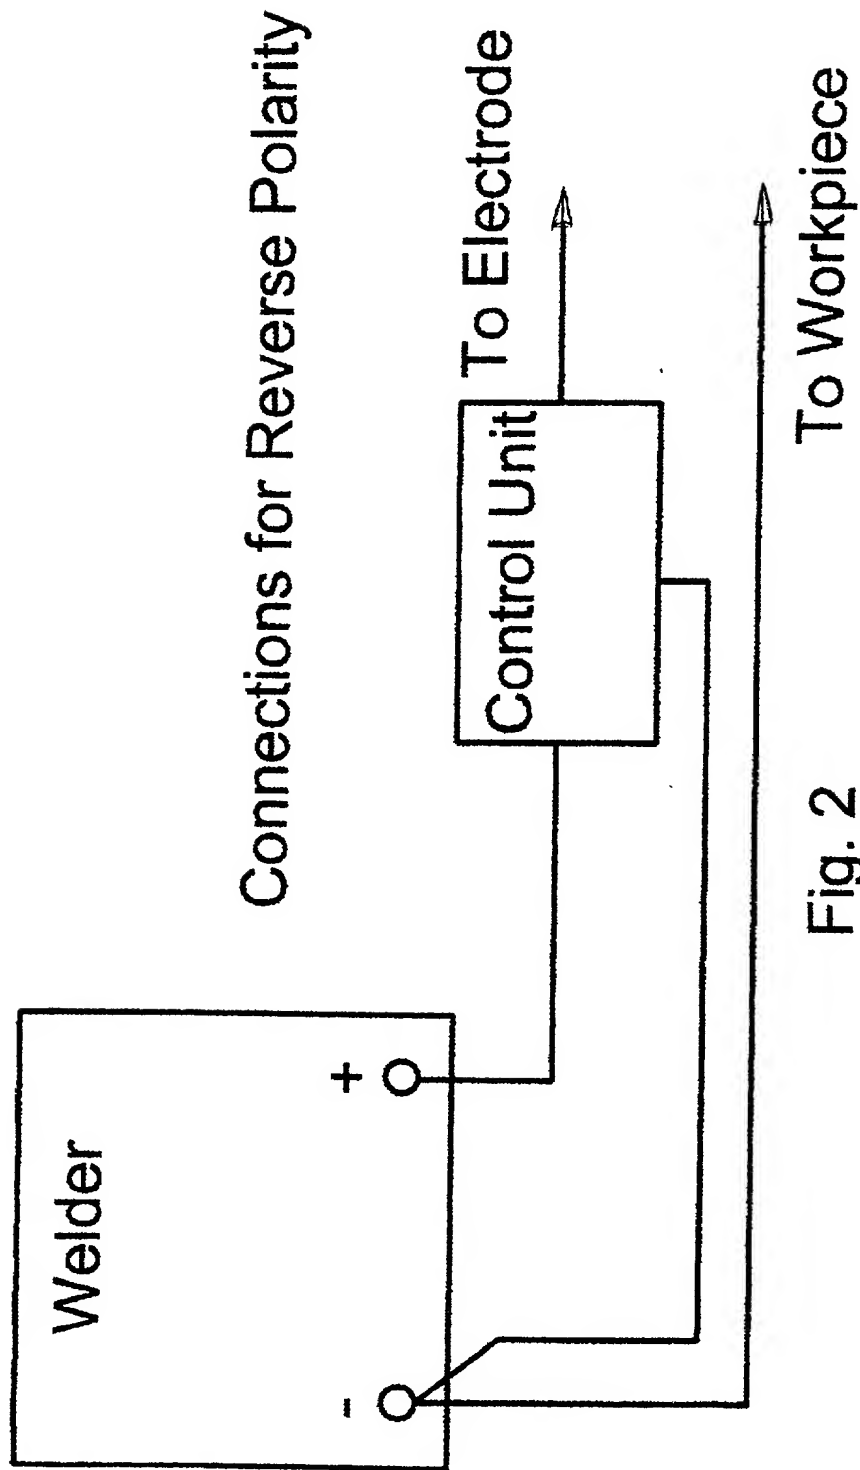 Connections for Reverse Polarity
Welder
-
+
Control Unit
To Electrode
To Workpiece
Fig. 2